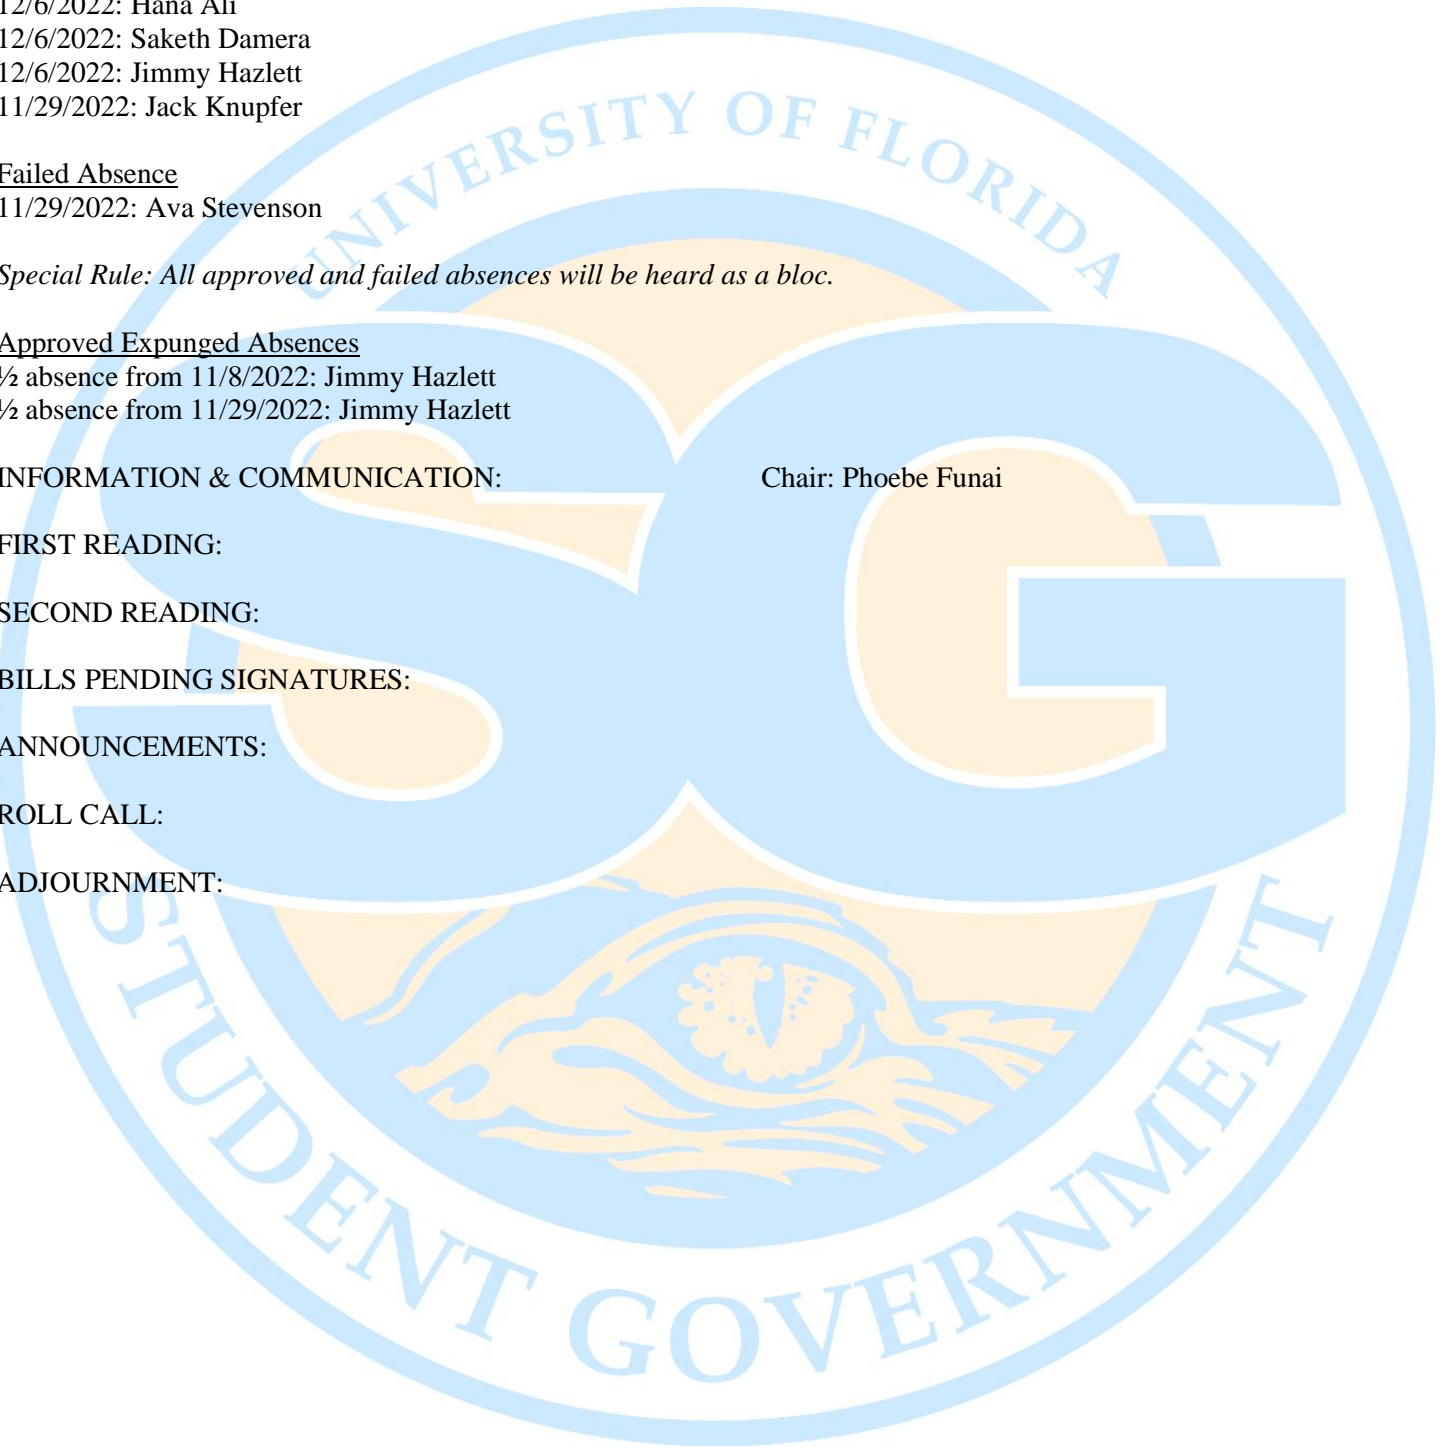 12/6/2022: Hana Ali
12/6/2022: Saketh Damera
12/6/2022: Jimmy Hazlett
11/29/2022: Jack Knupfer
Failed Absence
11/29/2022: Ava Stevenson
Special Rule: All approved and failed absences will be heard as a bloc.
Approved Expunged Absences
½ absence from 11/8/2022: Jimmy Hazlett
½ absence from 11/29/2022: Jimmy Hazlett
INFORMATION & COMMUNICATION: Chair: Phoebe Funai
FIRST READING:
SECOND READING:
BILLS PENDING SIGNATURES:
ANNOUNCEMENTS:
ROLL CALL:
ADJOURNMENT:
UNIVERSITY OF FLORIDA
SG
STUDENT GOVERNMENT